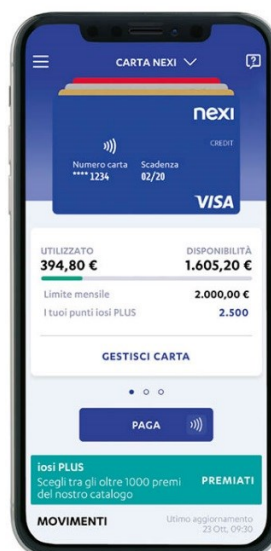 CARTA NEXI
?
nexi
CREDIT
Numero carta Scadenza
**** 1234 02/20
VISA
UTILIZZATO DISPONIBILITÀ
394,80 € 1.605,20 €
Limite mensile 2.000,00 €
I tuoi punti iosi PLUS 2.500
GESTISCI CARTA
PAGA
iosi PLUS
Scegli tra gli oltre 1000 premi PREMIATI
del nostro catalogo
MOVIMENTI Utimo aggiornamento
23 Ott, 09:30